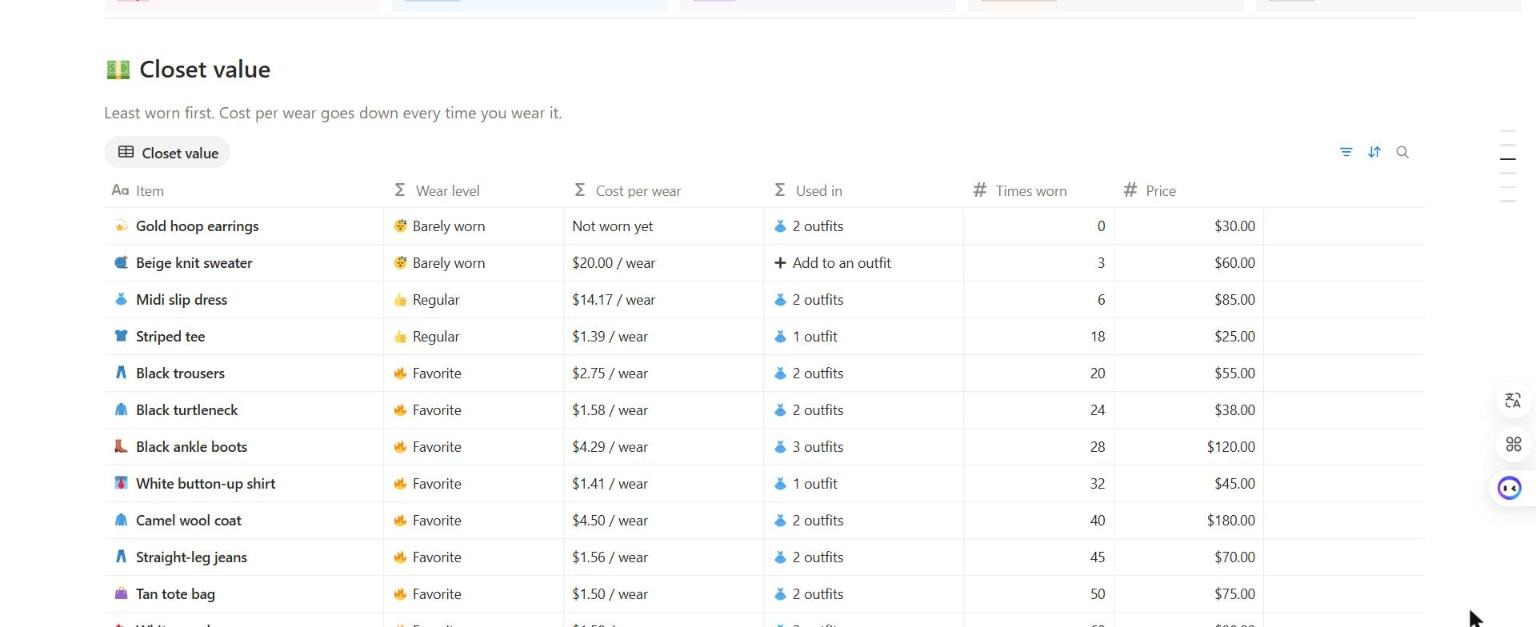 Closet value
Least worn first. Cost per wear goes down every time you wear it.
Closet value
Aa Item Σ Wear level Σ Cost per wear Σ Used in # Times worn # Price
Gold hoop earrings Barely worn Not worn yet 2 outfits 0 $30.00
Beige knit sweater Barely worn $20.00 / wear + Add to an outfit 3 $60.00
Midi slip dress Regular $14.17 / wear 2 outfits 6 $85.00
Striped tee Regular $1.39 / wear 1 outfit 18 $25.00
Black trousers Favorite $2.75 / wear 2 outfits 20 $55.00
Black turtleneck Favorite $1.58 / wear 2 outfits 24 $38.00
Black ankle boots Favorite $4.29 / wear 3 outfits 28 $120.00
White button-up shirt Favorite $1.41 / wear 1 outfit 32 $45.00
Camel wool coat Favorite $4.50 / wear 2 outfits 40 $180.00
Straight-leg jeans Favorite $1.56 / wear 2 outfits 45 $70.00
Tan tote bag Favorite $1.50 / wear 2 outfits 50 $75.00